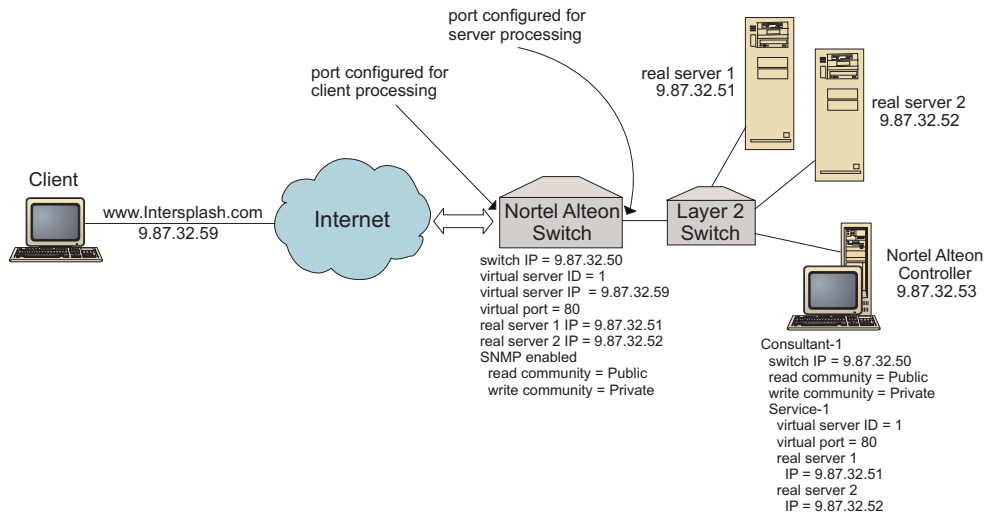 port configured for
server processing
port configured for
client processing
real server 1
9.87.32.51
real server 2
9.87.32.52
Client
www.Intersplash.com
9.87.32.59
Internet
Nortel Alteon
Switch
Layer 2
Switch
Nortel Alteon
Controller
9.87.32.53
switch IP = 9.87.32.50
virtual server ID = 1
virtual server IP = 9.87.32.59
virtual port = 80
real server 1 IP = 9.87.32.51
real server 2 IP = 9.87.32.52
SNMP enabled
read community = Public
write community = Private
Consultant-1
switch IP = 9.87.32.50
read community = Public
write community = Private
Service-1
virtual server ID = 1
virtual port = 80
real server 1
IP = 9.87.32.51
real server 2
IP = 9.87.32.52